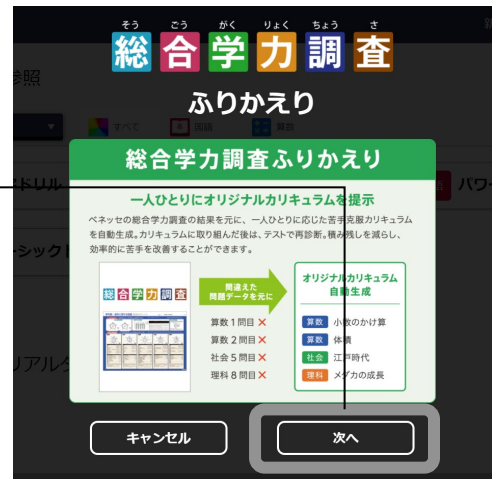 そう ごう がく りょく ちょう さ
総合学力調査
ふりかえり
参照
すべて
国語
算数
ドリル
パワー
ーシックド
リアルタ
総合学力調査ふりかえり
一人ひとりにオリジナルカリキュラムを提示
ベネッセの総合学力調査の結果を元に、一人ひとりに応じた苦手克服カリキュラム
を自動生成。カリキュラムに取り組んだ後は、テストで再診断。積み残しを減らし、
効率的に苦手を改善することができます。
総合学力調査
間違えた
問題データを元に
算数1問目×
算数2問目×
社会5問目×
理科8問目×
オリジナルカリキュラム
自動生成
算数 小数のかけ算
算数 体積
社会 江戸時代
理科 メダカの成長
キャンセル
次へ